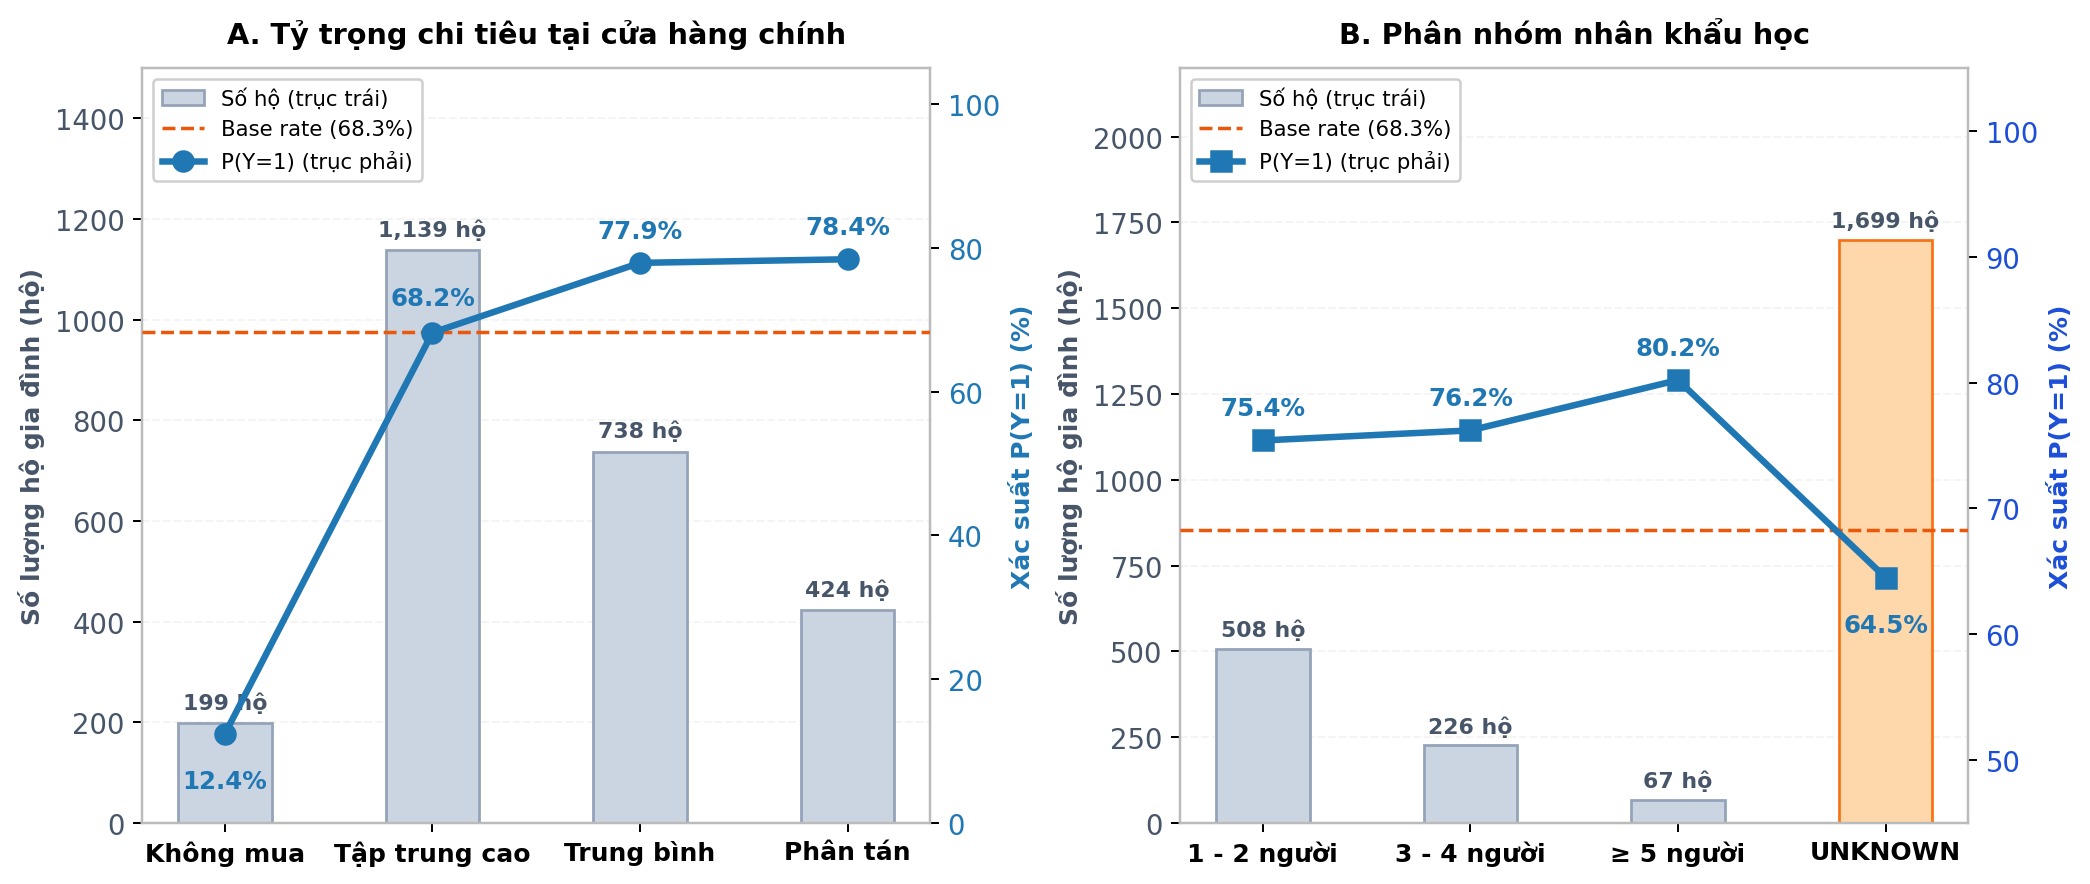 A. Tỷ trọng chi tiêu tại cửa hàng chính
Số hộ (trục trái)
Base rate (68.3%)
P(Y=1) (trục phải)
Số lượng hộ gia đình (hộ)
1400
1200
1000
800
600
400
200
0
199 hộ
12.4%
1,139 hộ
68.2%
77.9%
738 hộ
78.4%
424 hộ
100
80
60
40
20
0
Xác suất P(Y=1) (%)
Không mua
Tập trung cao
Trung bình
Phân tán
B. Phân nhóm nhân khẩu học
Số hộ (trục trái)
Base rate (68.3%)
P(Y=1) (trục phải)
Số lượng hộ gia đình (hộ)
2000
1750
1500
1250
1000
750
500
250
0
75.4%
508 hộ
76.2%
226 hộ
80.2%
67 hộ
1,699 hộ
64.5%
100
90
80
70
60
50
Xác suất P(Y=1) (%)
1 - 2 người
3 - 4 người
≥ 5 người
UNKNOWN